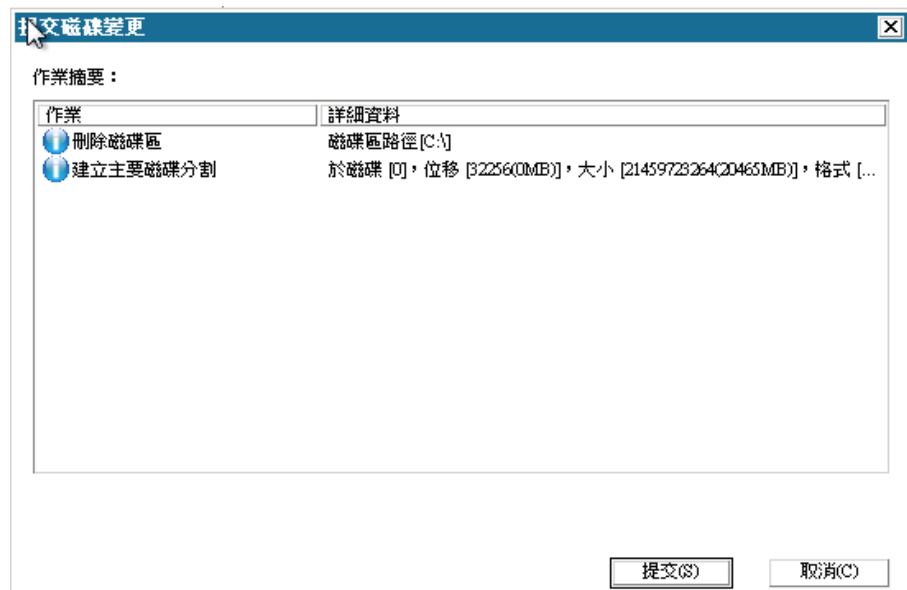 提交磁碟變更
作業摘要：
作業 詳細資料
刪除磁碟區 磁碟區路徑[C:\]
建立主要磁碟分割 於磁碟 [0]，位移 [32256(0MB)]，大小 [21459723264(20465MB)]，格式 [...
提交(S) 取消(C)